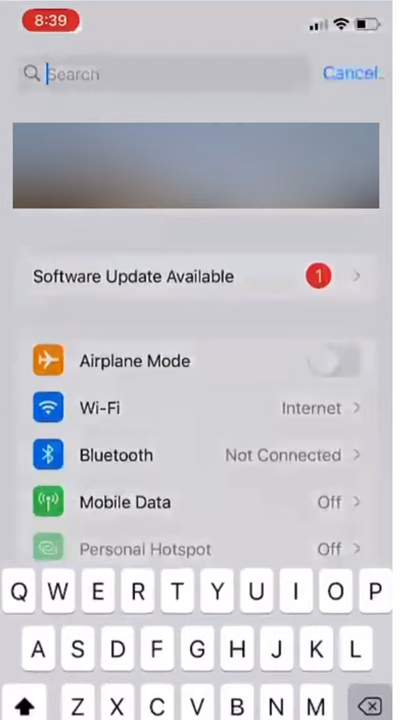 8:39
Search
Cancel
Software Update Available 1
Airplane Mode
Wi-Fi Internet
Bluetooth Not Connected
Mobile Data Off
Personal Hotspot Off
Q W E R T Y U I O P
A S D F G H J K L
Z X C V B N M